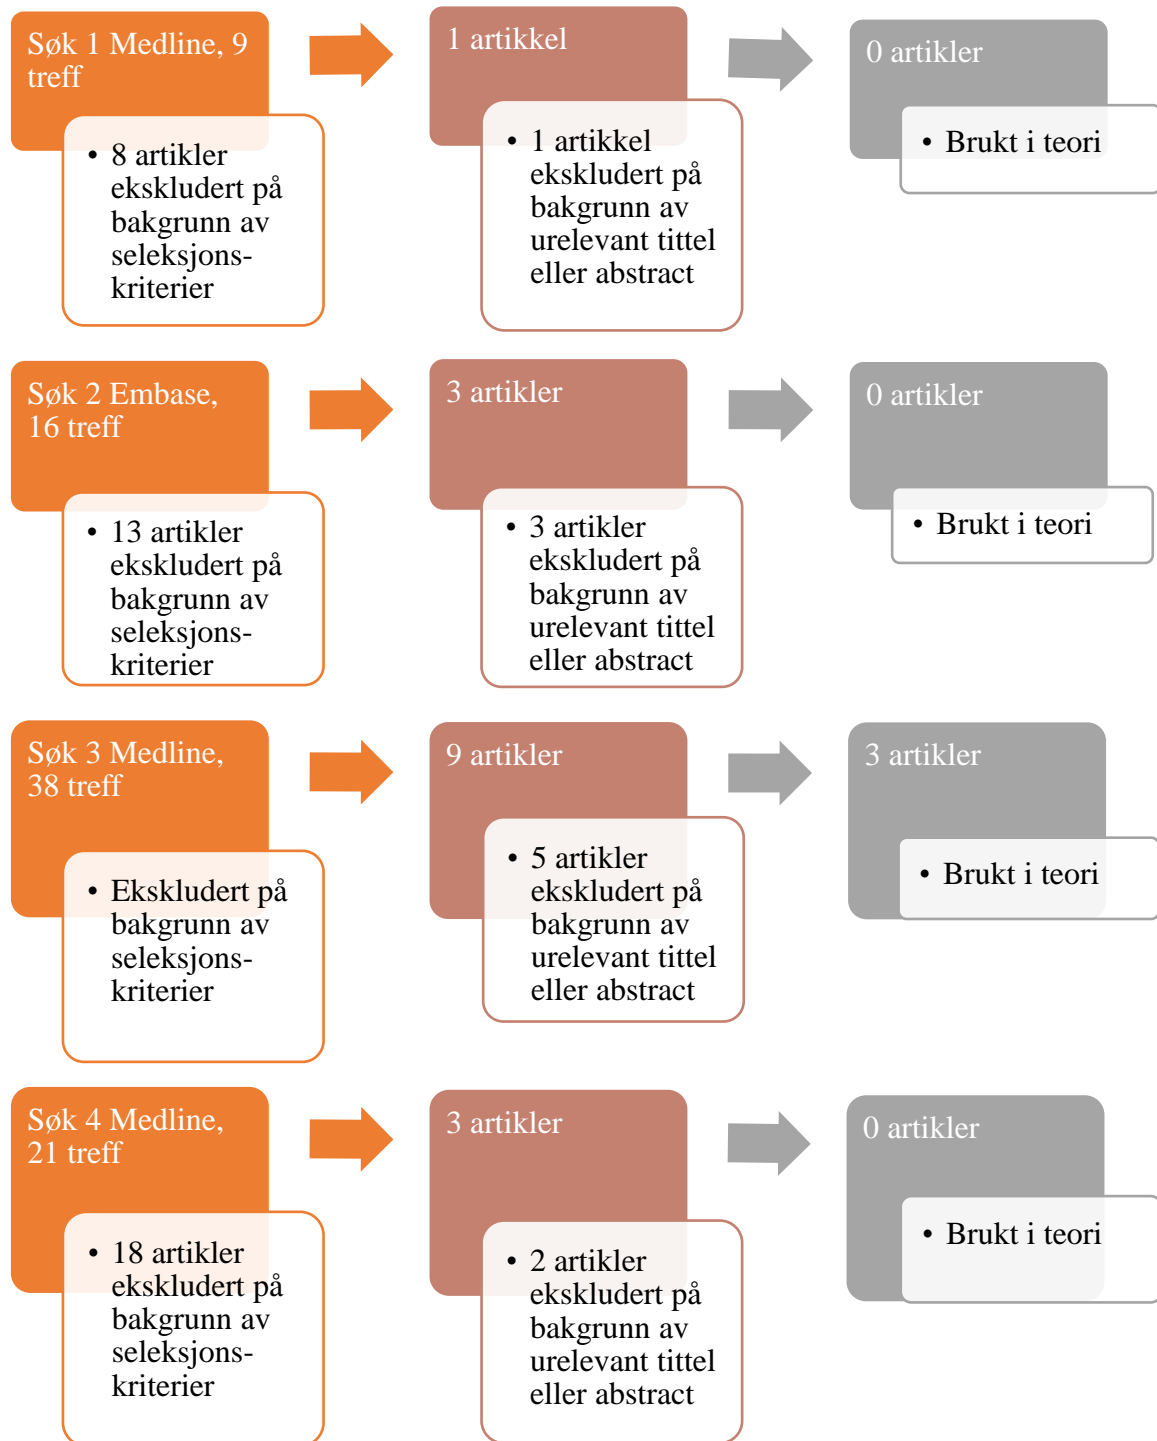 Søk 1 Medline, 9
treff
• 8 artikler
ekskludert på
bakgrunn av
seleksjons-
kriterier
1 artikkel
• 1 artikkel
ekskludert på
bakgrunn av
urelevant tittel
eller abstract
0 artikler
• Brukt i teori
Søk 2 Embase,
16 treff
• 13 artikler
ekskludert på
bakgrunn av
seleksjons-
kriterier
3 artikler
• 3 artikler
ekskludert på
bakgrunn av
urelevant tittel
eller abstract
0 artikler
• Brukt i teori
Søk 3 Medline,
38 treff
• Ekskludert på
bakgrunn av
seleksjons-
kriterier
9 artikler
• 5 artikler
ekskludert på
bakgrunn av
urelevant tittel
eller abstract
3 artikler
• Brukt i teori
Søk 4 Medline,
21 treff
• 18 artikler
ekskludert på
bakgrunn av
seleksjons-
kriterier
3 artikler
• 2 artikler
ekskludert på
bakgrunn av
urelevant tittel
eller abstract
0 artikler
• Brukt i teori